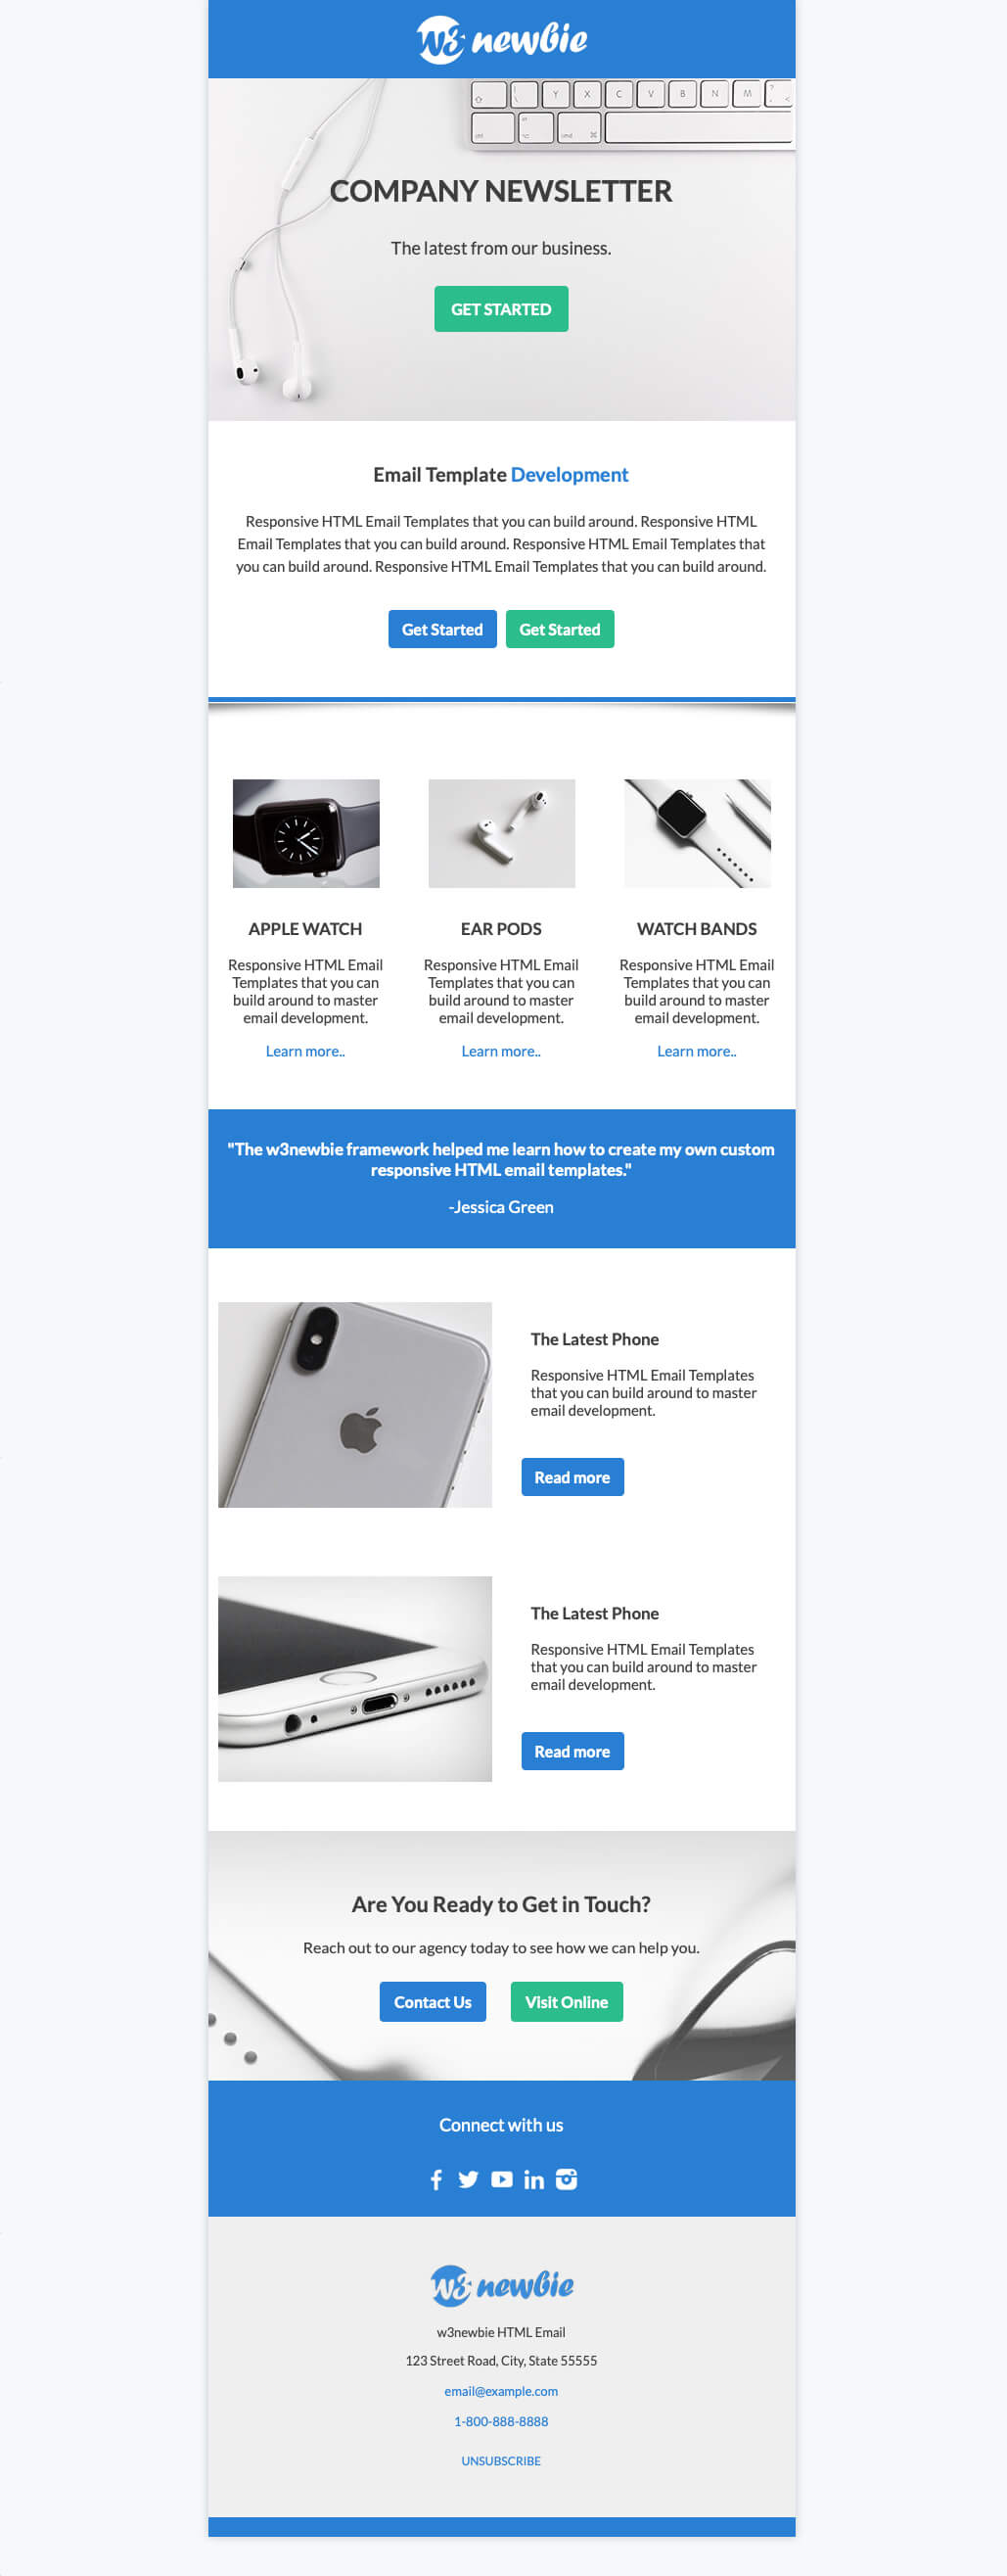 w3 newbie
Y X C V B N M
ctrl alt cmd ⌘
COMPANY NEWSLETTER
The latest from our business.
GET STARTED
Email Template Development
Responsive HTML Email Templates that you can build around. Responsive HTML
Email Templates that you can build around. Responsive HTML Email Templates that
you can build around. Responsive HTML Email Templates that you can build around.
Get Started Get Started
APPLE WATCH
Responsive HTML Email
Templates that you can
build around to master
email development.
Learn more..
EAR PODS
Responsive HTML Email
Templates that you can
build around to master
email development.
Learn more..
WATCH BANDS
Responsive HTML Email
Templates that you can
build around to master
email development.
Learn more..
"The w3newbie framework helped me learn how to create my own custom
responsive HTML email templates."
-Jessica Green
The Latest Phone
Responsive HTML Email Templates
that you can build around to master
email development.
Read more
The Latest Phone
Responsive HTML Email Templates
that you can build around to master
email development.
Read more
Are You Ready to Get in Touch?
Reach out to our agency today to see how we can help you.
Contact Us Visit Online
Connect with us
w3 newbie
w3newbie HTML Email
123 Street Road, City, State 55555
email@example.com
1-800-888-8888
UNSUBSCRIBE